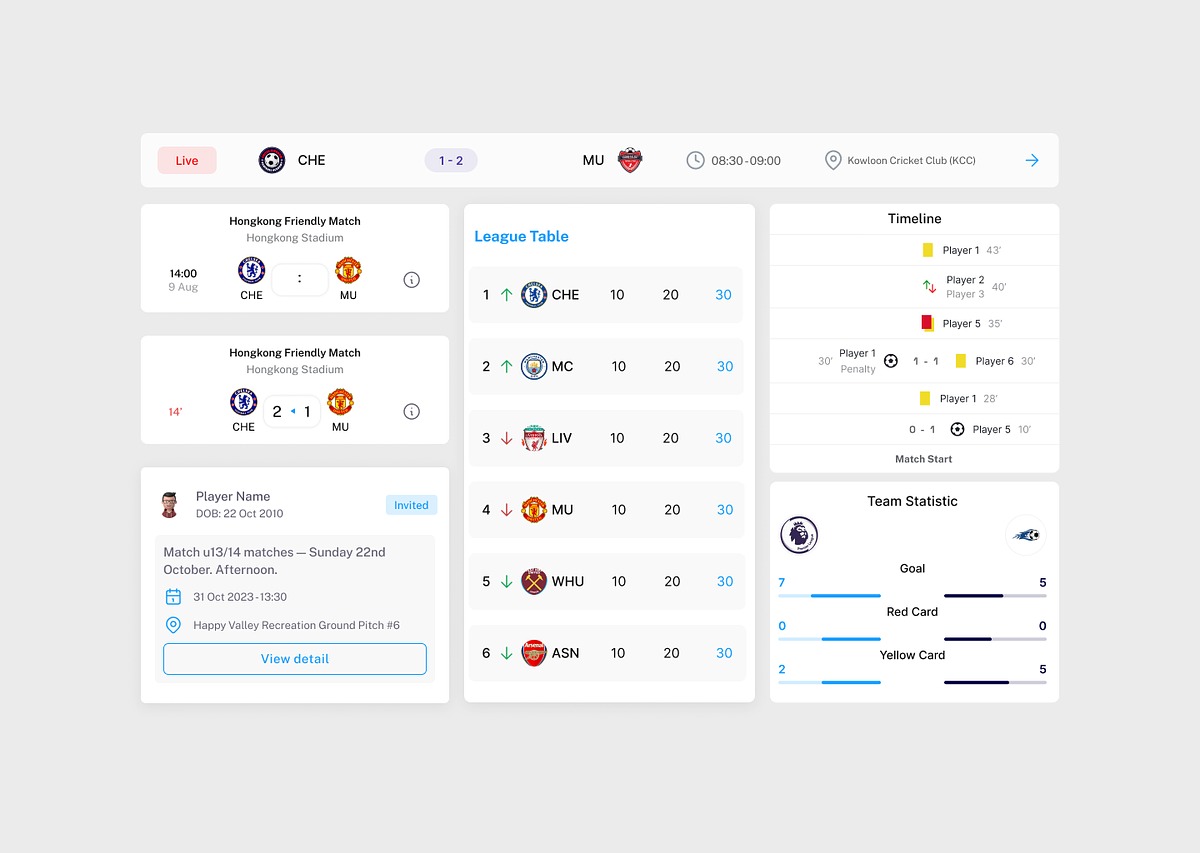 Live
CHE
1 - 2
MU
08:30 - 09:00
Kowloon Cricket Club (KCC)
Hongkong Friendly Match
Hongkong Stadium
14:00
9 Aug
CHE
:
MU
Hongkong Friendly Match
Hongkong Stadium
14'
CHE
2
1
MU
Player Name
DOB: 22 Oct 2010
Invited
Match u13/14 matches — Sunday 22nd
October. Afternoon.
31 Oct 2023 - 13:30
Happy Valley Recreation Ground Pitch #6
View detail
League Table
1 CHE 10 20 30
2 MC 10 20 30
3 LIV 10 20 30
4 MU 10 20 30
5 WHU 10 20 30
6 ASN 10 20 30
Timeline
Player 1 43'
Player 2
Player 3
40'
Player 5 35'
30' Player 1
Penalty
1 - 1
Player 6 30'
Player 1 28'
0 - 1 Player 5 10'
Match Start
Team Statistic
Goal
7 5
Red Card
0 0
Yellow Card
2 5